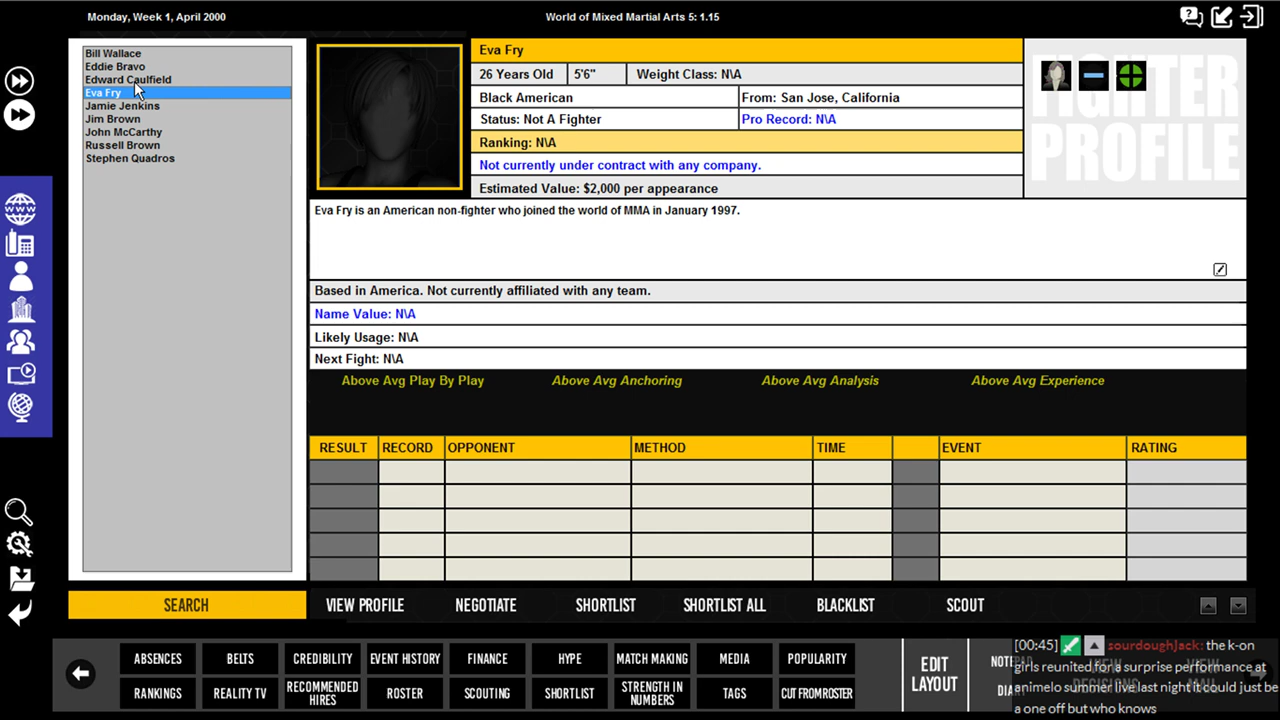 Monday, Week 1, April 2000
World of Mixed Martial Arts 5: 1.15
Bill Wallace
Eddie Bravo
Edward Caulfield
Eva Fry
Jamie Jenkins
Jim Brown
John McCarthy
Russell Brown
Stephen Quadros
Eva Fry
26 Years Old
5'6"
Weight Class: N\A
Black American
From: San Jose, California
Status: Not A Fighter
Pro Record: N\A
Ranking: N\A
Not currently under contract with any company.
Estimated Value: $2,000 per appearance
FIGHTER
PROFILE
Eva Fry is an American non-fighter who joined the world of MMA in January 1997.
Based in America. Not currently affiliated with any team.
Name Value: N\A
Likely Usage: N\A
Next Fight: N\A
Above Avg Play By Play
Above Avg Anchoring
Above Avg Analysis
Above Avg Experience
RESULT
RECORD
OPPONENT
METHOD
TIME
EVENT
RATING
SEARCH
VIEW PROFILE
NEGOTIATE
SHORTLIST
SHORTLIST ALL
BLACKLIST
SCOUT
ABSENCES
BELTS
CREDIBILITY
EVENT HISTORY
FINANCE
HYPE
MATCH MAKING
MEDIA
POPULARITY
RANKINGS
REALITY TV
RECOMMENDED
HIRES
ROSTER
SCOUTING
SHORTLIST
STRENGTH IN
NUMBERS
TAGS
CUT FROM ROSTER
EDIT
LAYOUT
[00:45] sourdoughjack: the k-on
girls reunited for a surprise performance at
animelo summer live last night it could just be
a one off but who knows
WWW